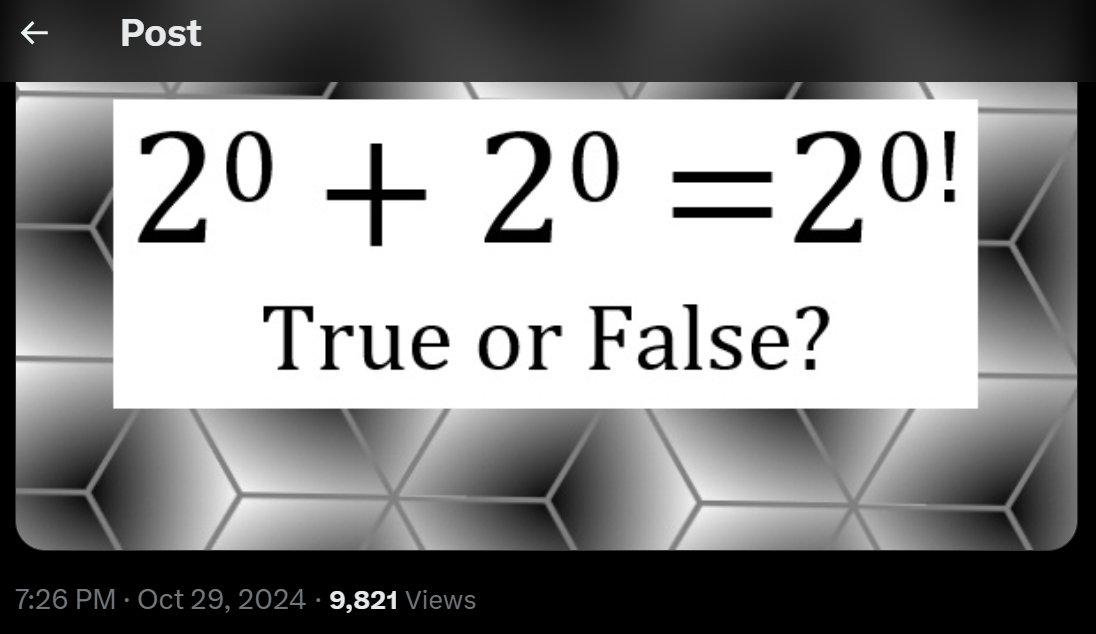 Post
2⁰ + 2⁰ =2⁰!
True or False?
7:26 PM · Oct 29, 2024 · 9,821 Views